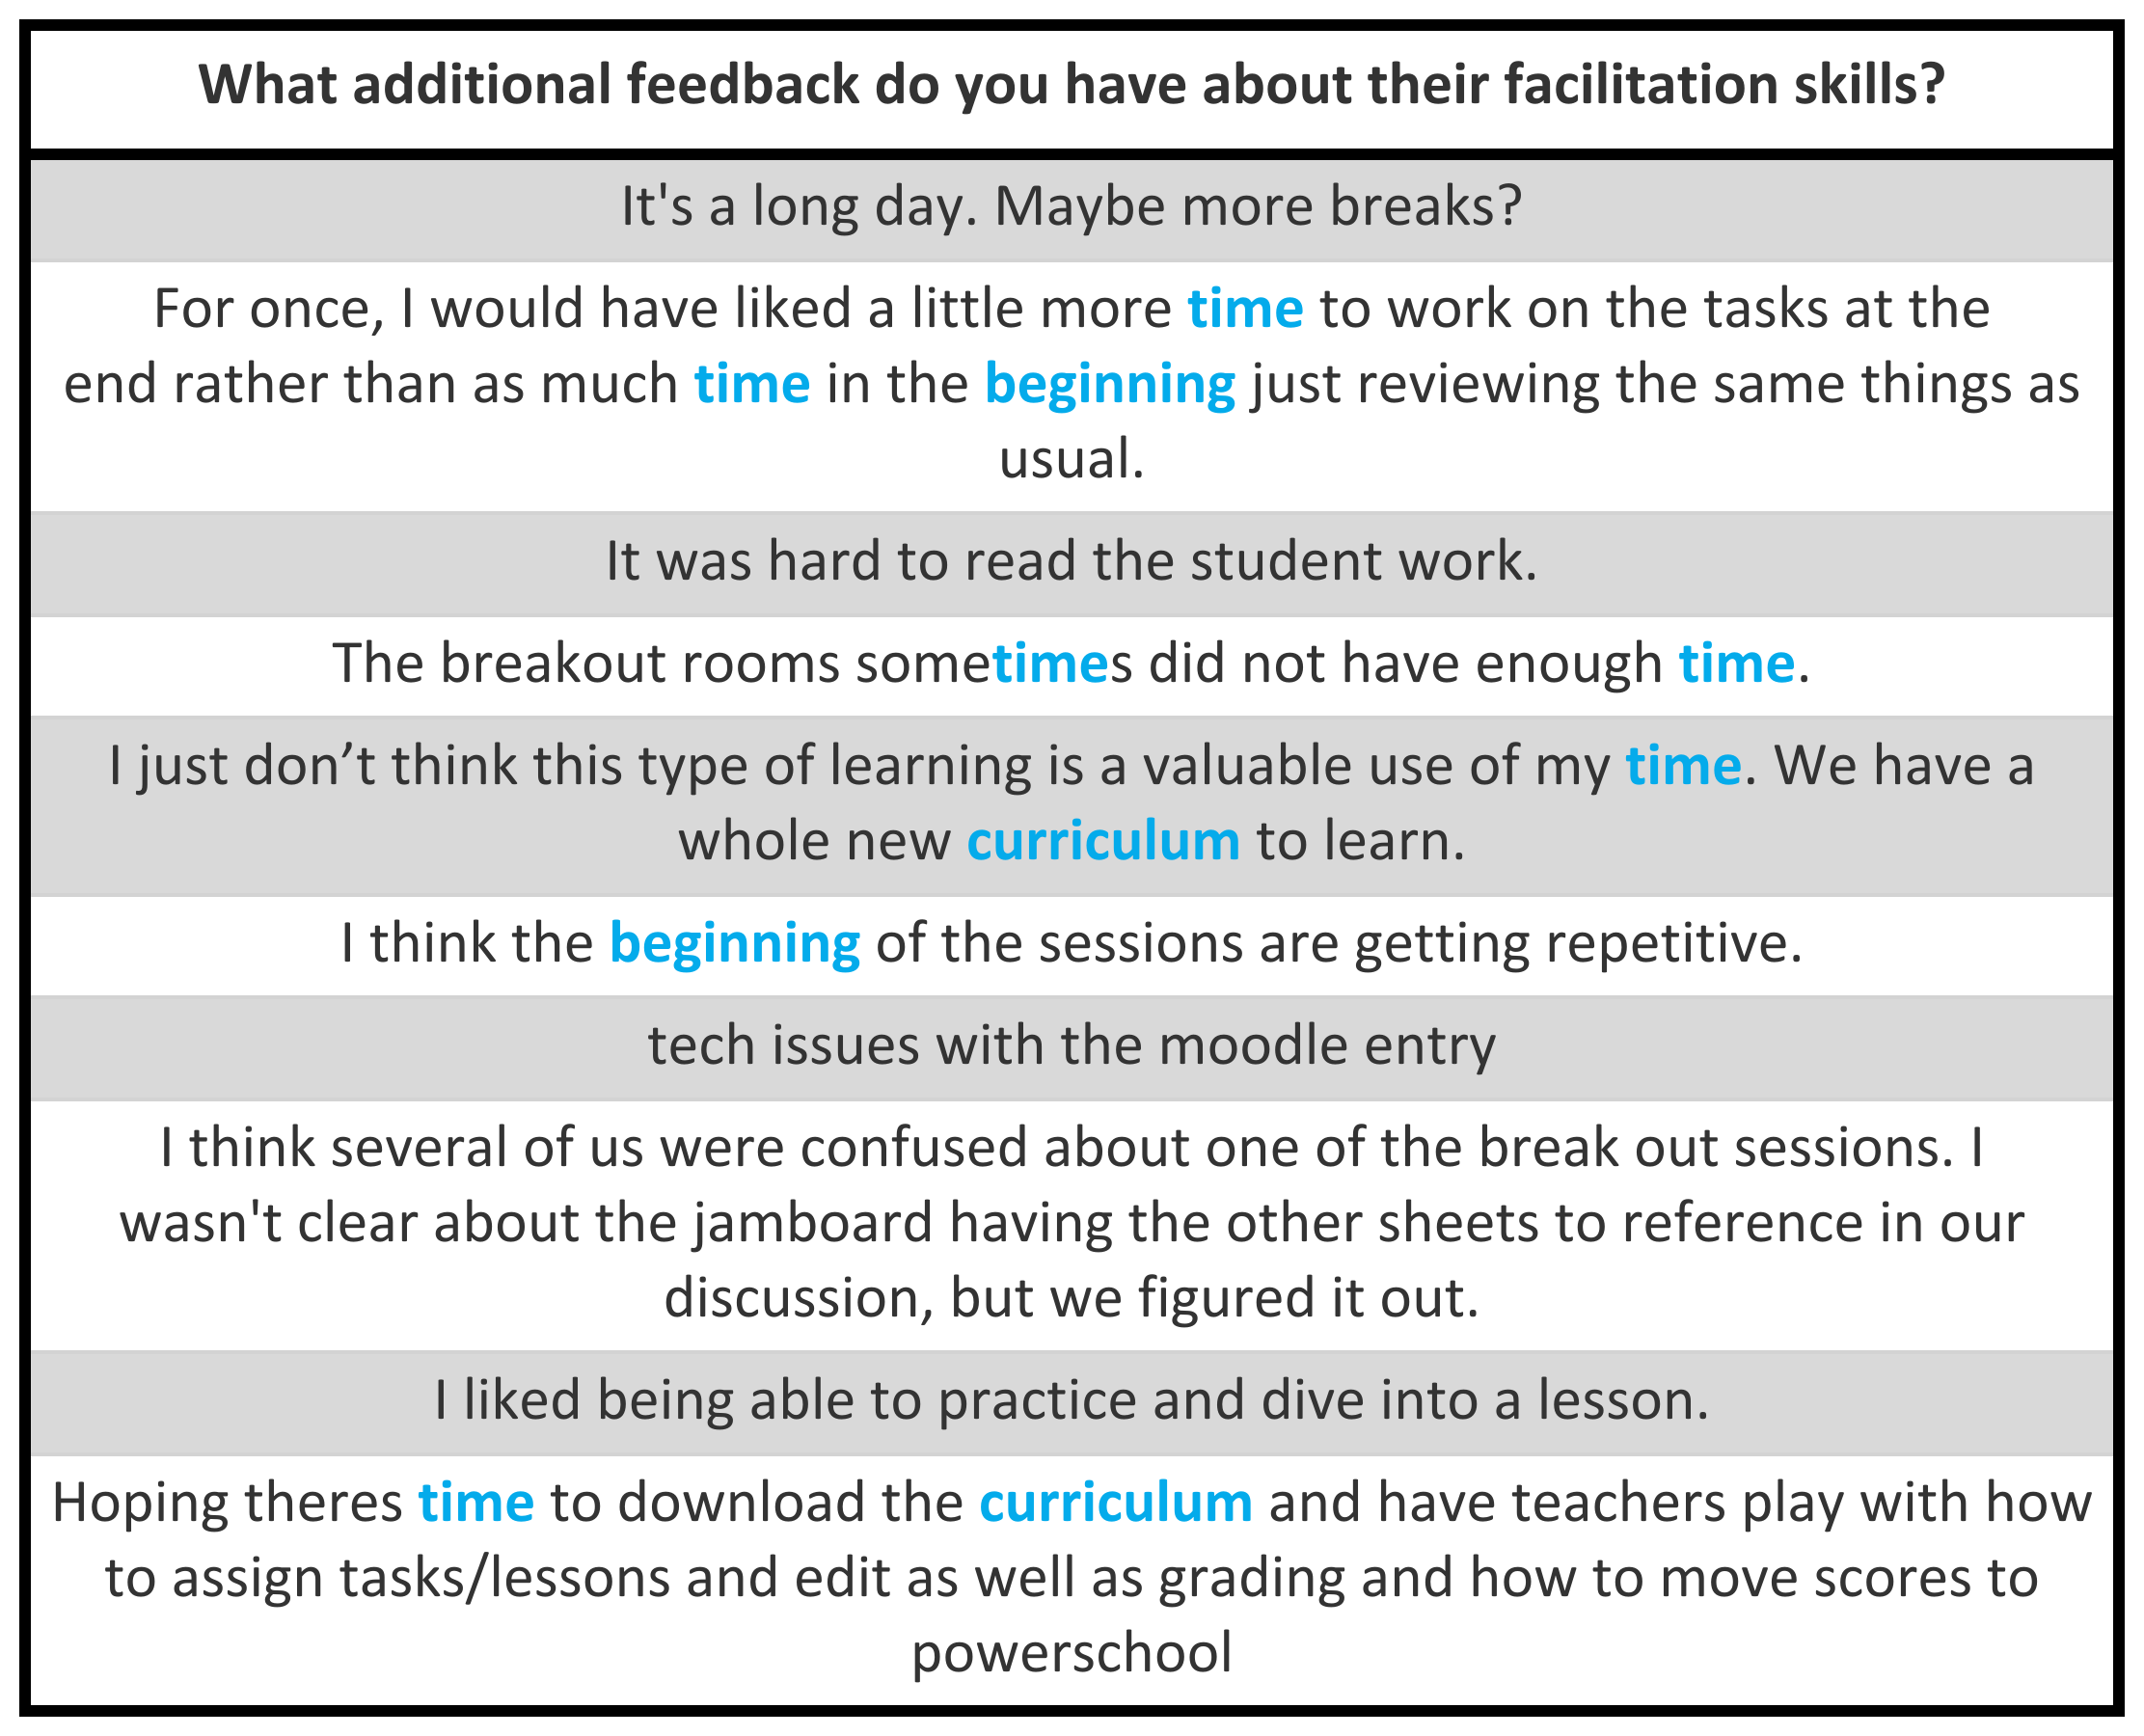 What additional feedback do you have about their facilitation skills?
It's a long day. Maybe more breaks?
For once, I would have liked a little more time to work on the tasks at the
end rather than as much time in the beginning just reviewing the same things as
usual.
It was hard to read the student work.
The breakout rooms sometimes did not have enough time.
I just don’t think this type of learning is a valuable use of my time. We have a
whole new curriculum to learn.
I think the beginning of the sessions are getting repetitive.
tech issues with the moodle entry
I think several of us were confused about one of the break out sessions. I
wasn't clear about the jamboard having the other sheets to reference in our
discussion, but we figured it out.
I liked being able to practice and dive into a lesson.
Hoping theres time to download the curriculum and have teachers play with how
to assign tasks/lessons and edit as well as grading and how to move scores to
powerschool